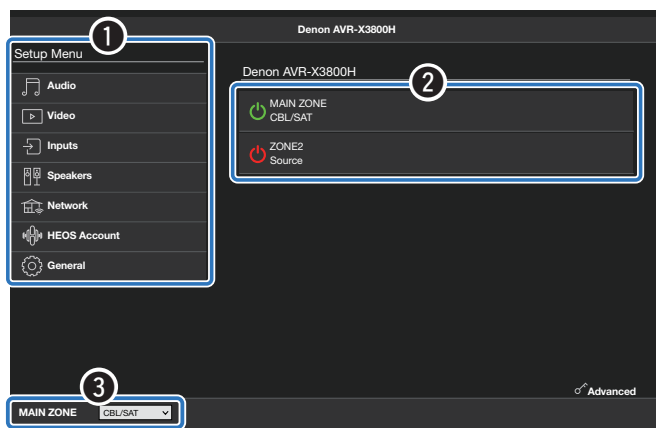 Denon AVR-X3800H
1
Setup Menu
Audio
Video
Inputs
Speakers
Network
HEOS Account
General
Denon AVR-X3800H
2
MAIN ZONE
CBL/SAT
ZONE2
Source
3
Advanced
MAIN ZONE CBL/SAT